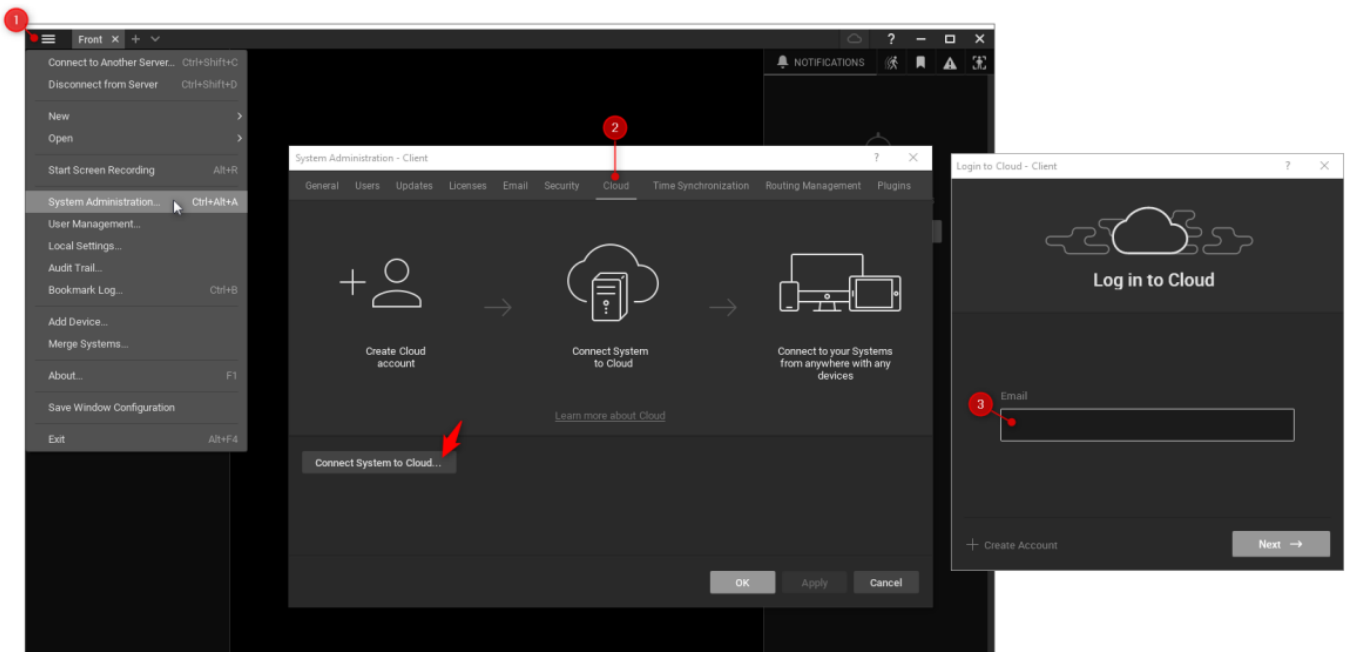 1
Front
NOTIFICATIONS
Connect to Another Server... Ctrl+Shift+C
Disconnect from Server Ctrl+Shift+D
New
Open
Start Screen Recording Alt+R
System Administration... Ctrl+Alt+A
User Management...
Local Settings...
Audit Trail...
Bookmark Log... Ctrl+B
Add Device...
Merge Systems...
About... F1
Save Window Configuration
Exit Alt+F4
2
System Administration - Client
General Users Updates Licenses Email Security Cloud Time Synchronization Routing Management Plugins
Create Cloud
account
Connect System
to Cloud
Connect to your Systems
from anywhere with any
devices
Learn more about Cloud
Connect System to Cloud...
OK Apply Cancel
Login to Cloud - Client
Log in to Cloud
Email
3
Create Account
Next